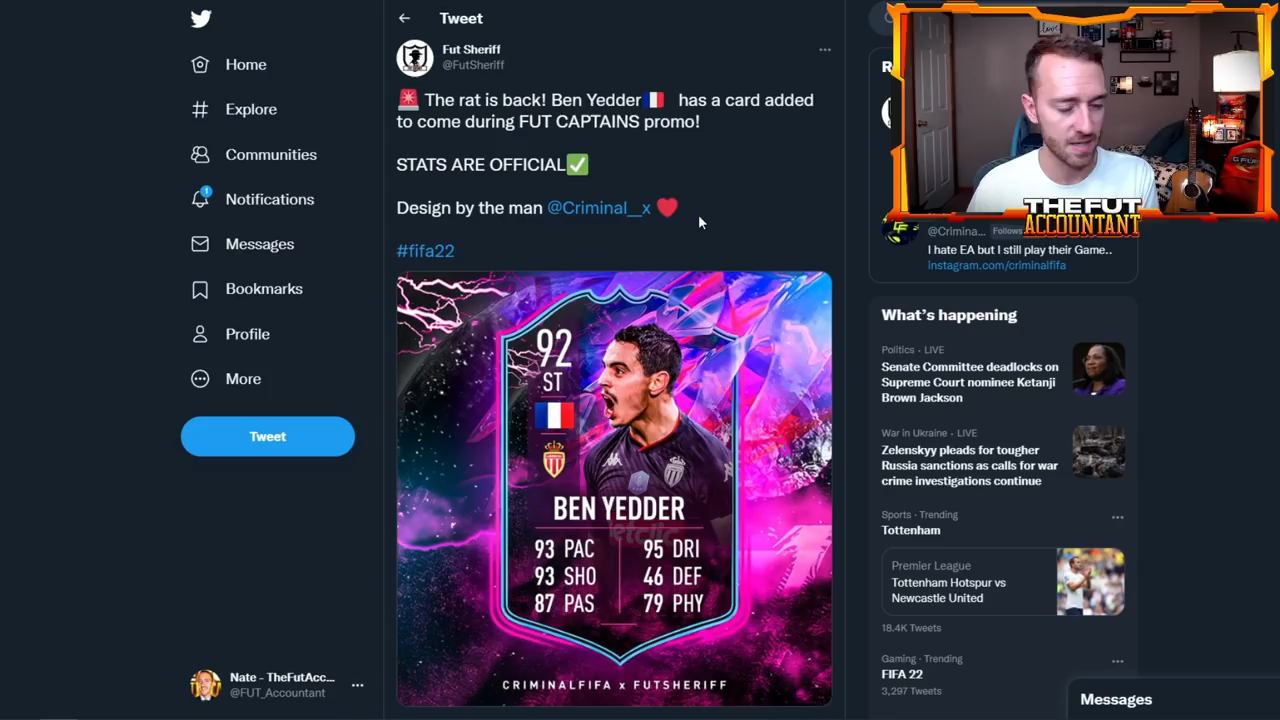 Home
Explore
Communities
1
Notifications
Messages
Bookmarks
Profile
More
Tweet
Nate - TheFutAcc...
@FUT_Accountant
Tweet
Fut Sheriff
@FutSheriff
🚨 The rat is back! Ben Yedder🇫🇷 has a card added
to come during FUT CAPTAINS promo!
STATS ARE OFFICIAL✅
Design by the man @Criminal__x ❤️
#fifa22
92
ST
BEN YEDDER
93 PAC 95 DRI
93 SHO 46 DEF
87 PAS 79 PHY
CRIMINALFIFA x FUTSHERIFF
THE FUT
ACCOUNTANT
@Crimina... Follows
I hate EA but I still play their Game..
instagram.com/criminalfifa
What's happening
Politics · LIVE
Senate Committee deadlocks on
Supreme Court nominee Ketanji
Brown Jackson
War in Ukraine · LIVE
Zelenskyy pleads for tougher
Russia sanctions as calls for war
crime investigations continue
Sports · Trending
Tottenham
Premier League
Tottenham Hotspur vs
Newcastle United
18.4K Tweets
Gaming · Trending
FIFA 22
3,297 Tweets
Messages